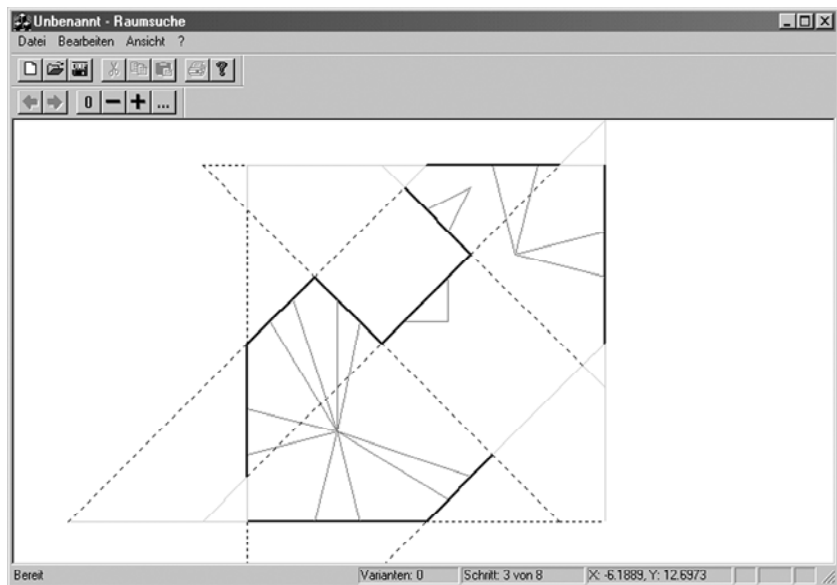 Unbenannt - Raumsuche
Datei Bearbeiten Ansicht ?
?
0 − + ...
Bereit Varianten: 0 Schritt: 3 von 8 X: -6.1889, Y: 12.6973